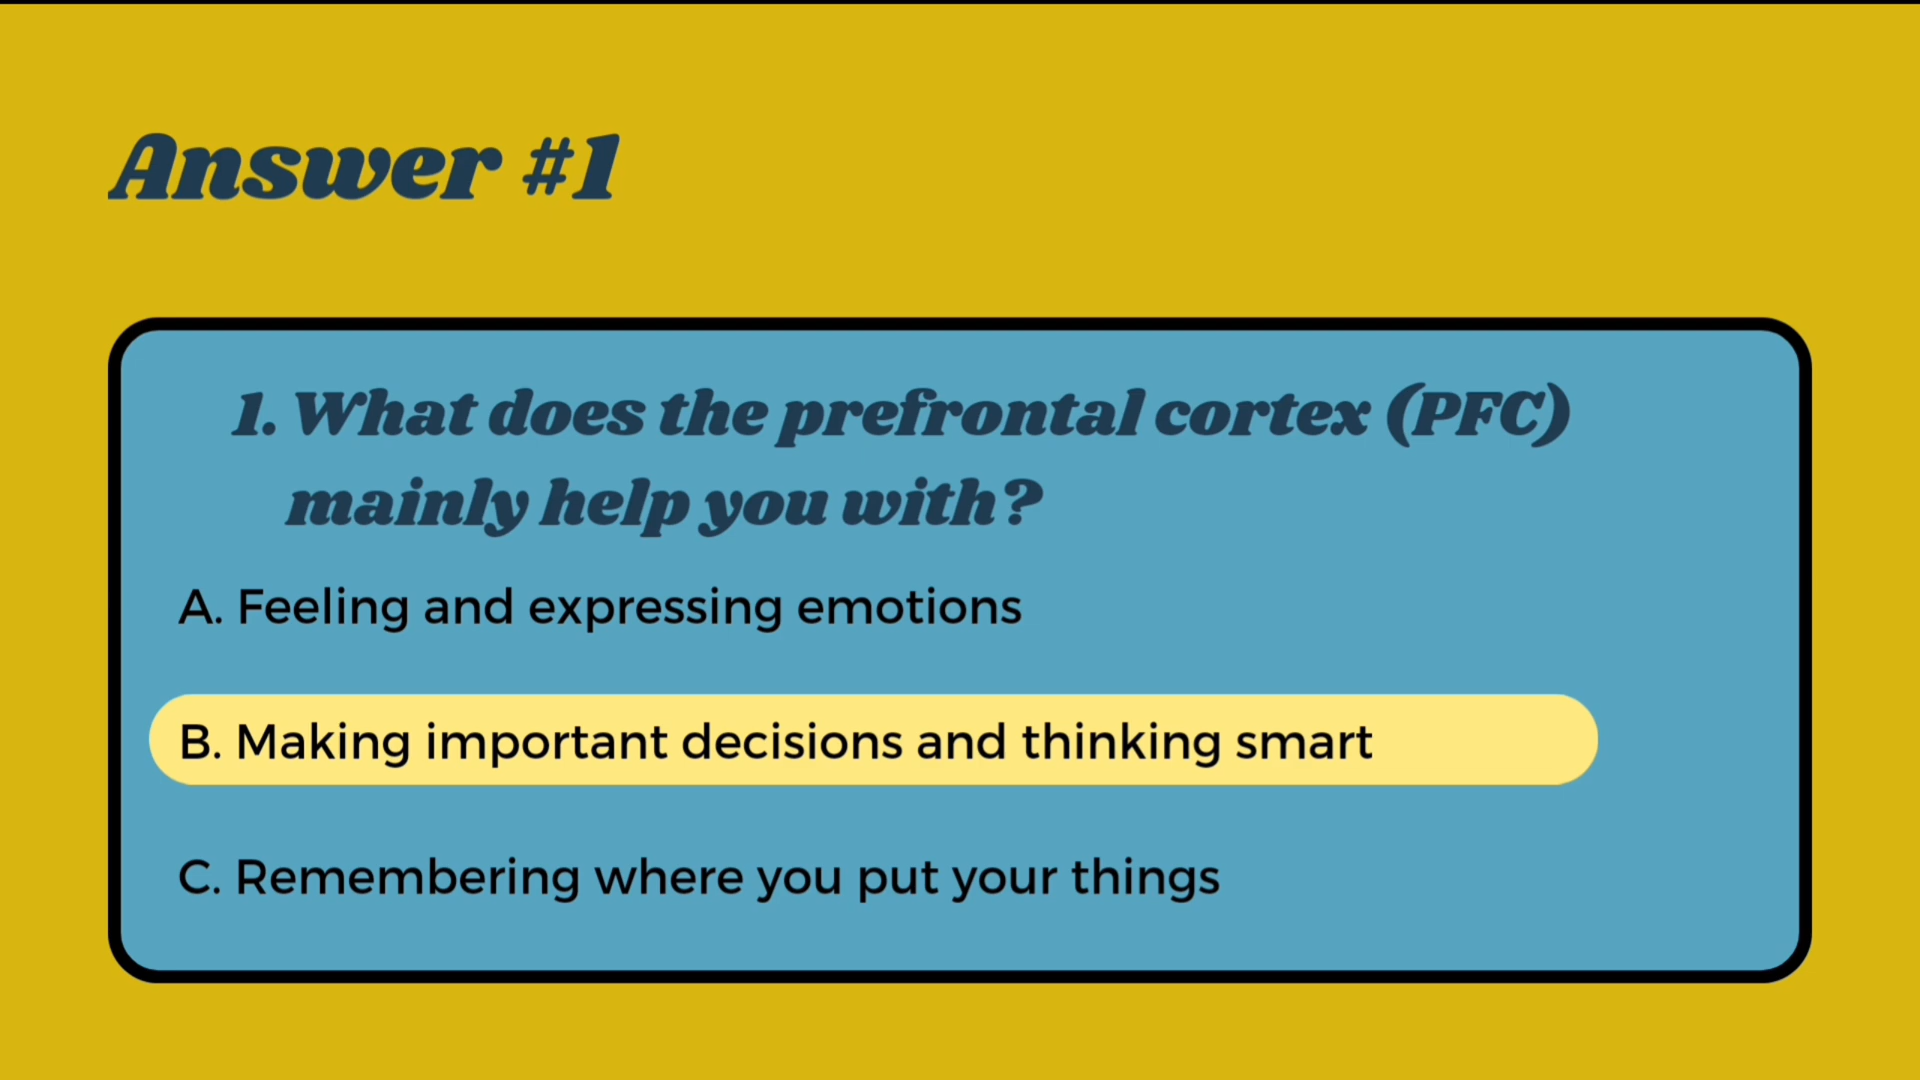 Answer #1
1. What does the prefrontal cortex (PFC)
mainly help you with?
A. Feeling and expressing emotions
B. Making important decisions and thinking smart
C. Remembering where you put your things